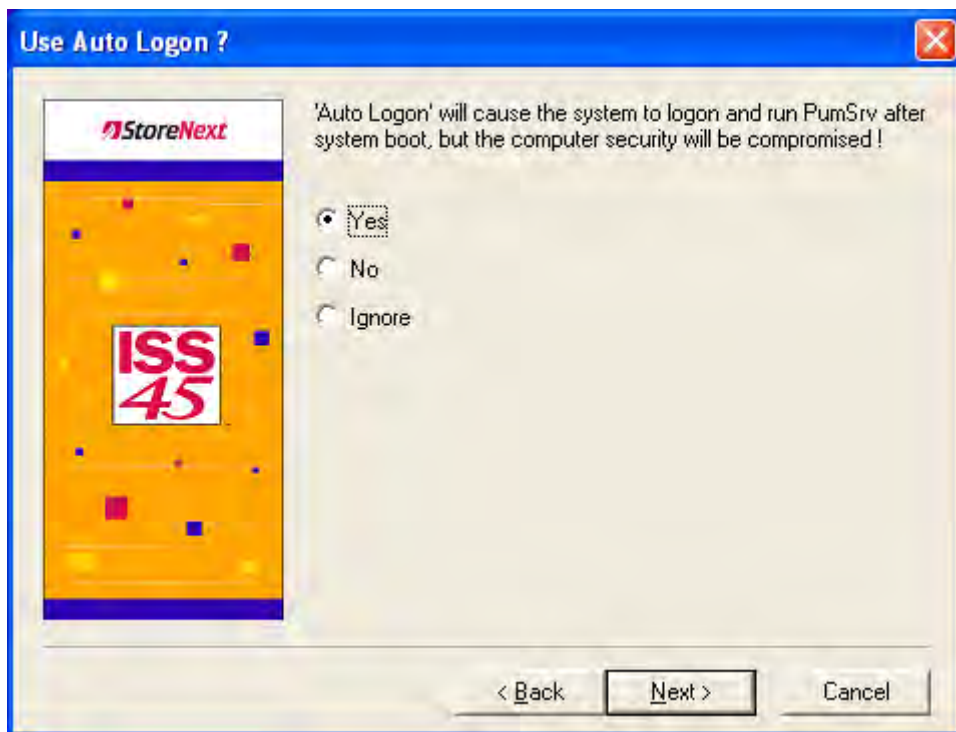 Use Auto Logon ?
StoreNext
'Auto Logon' will cause the system to logon and run PumSrv after
system boot, but the computer security will be compromised !
Yes
No
Ignore
ISS
45
< Back
Next >
Cancel